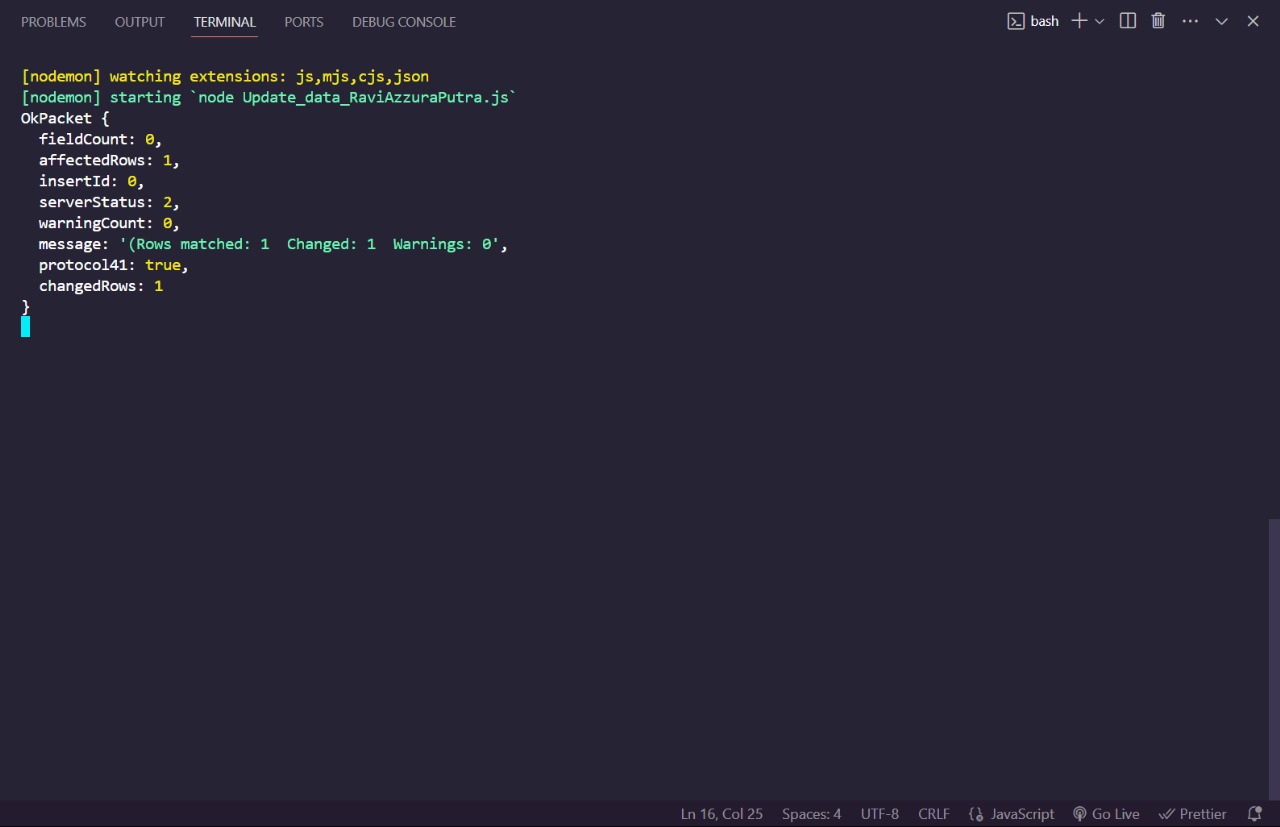 PROBLEMS OUTPUT TERMINAL PORTS DEBUG CONSOLE bash
[nodemon] watching extensions: js,mjs,cjs,json
[nodemon] starting `node Update_data_RaviAzzuraPutra.js`
OkPacket {
  fieldCount: 0,
  affectedRows: 1,
  insertId: 0,
  serverStatus: 2,
  warningCount: 0,
  message: '(Rows matched: 1  Changed: 1  Warnings: 0',
  protocol41: true,
  changedRows: 1
}
Ln 16, Col 25 Spaces: 4 UTF-8 CRLF JavaScript Go Live Prettier